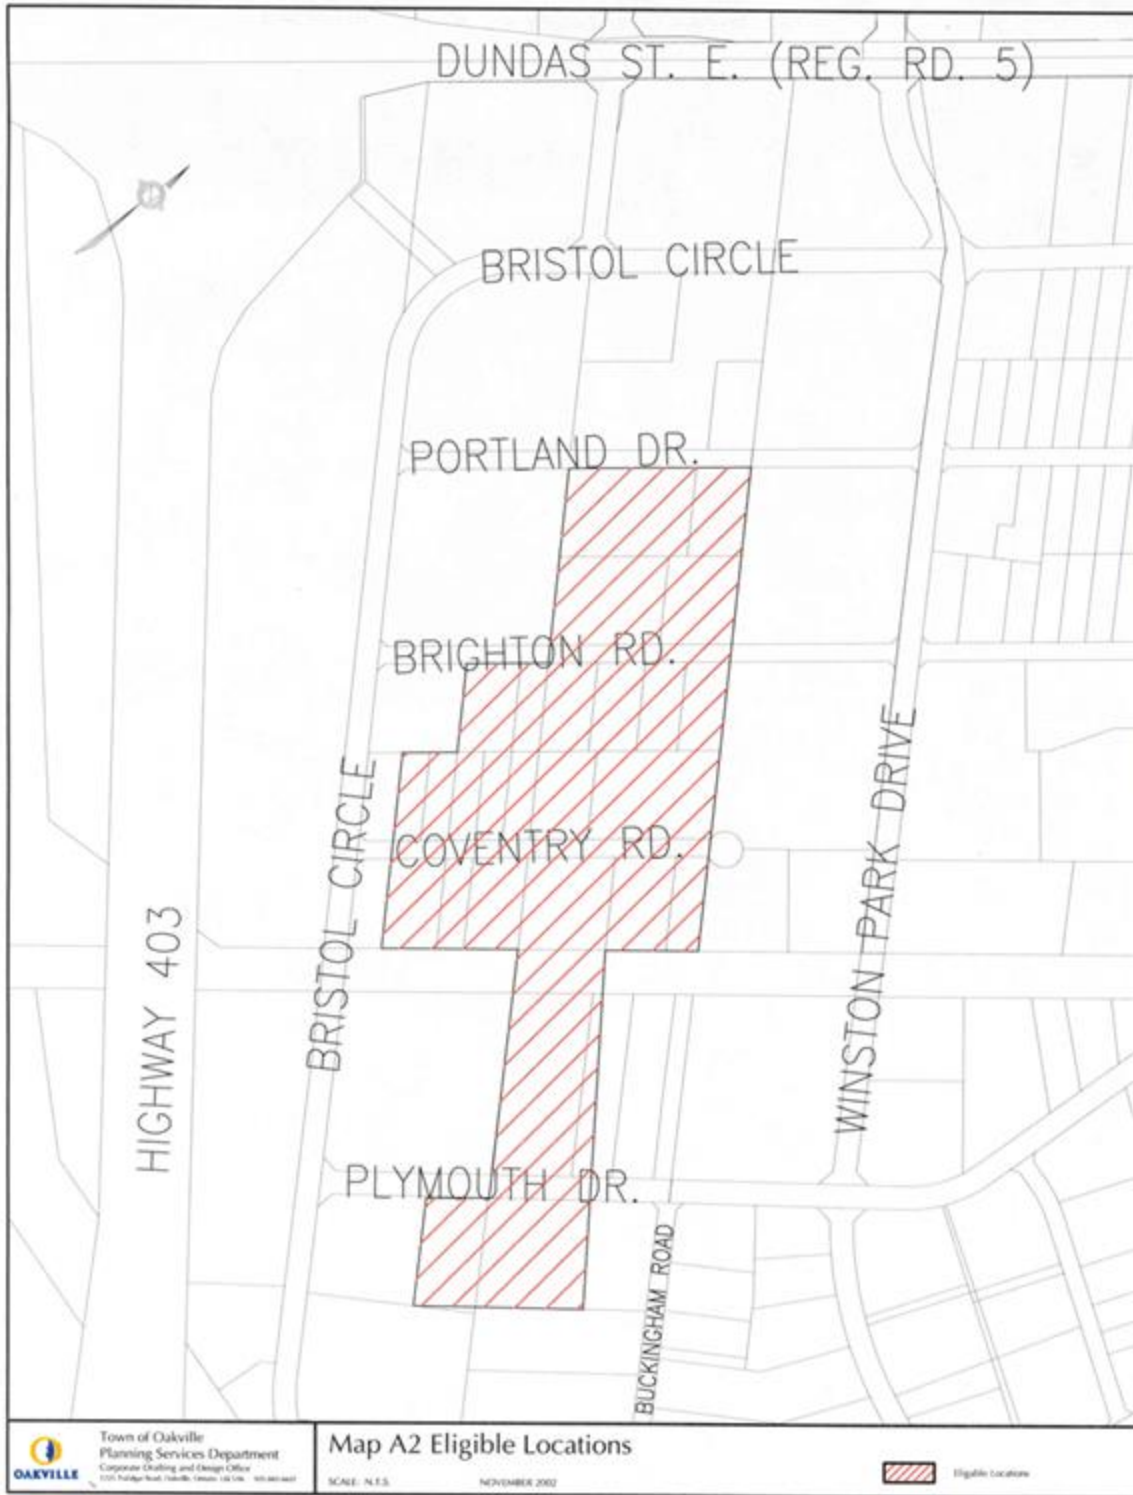 DUNDAS ST. E. (REG. RD. 5)
BRISTOL CIRCLE
PORTLAND DR.
BRIGHTON RD.
COVENTRY RD.
BRISTOL CIRCLE
WINSTON PARK DRIVE
HIGHWAY 403
PLYMOUTH DR.
BUCKINGHAM ROAD
OAKVILLE
Town of Oakville
Planning Services Department
Corporate Drafting and Design Office
Map A2 Eligible Locations
SCALE: N.T.S.
NOVEMBER 2002
Eligible Locations